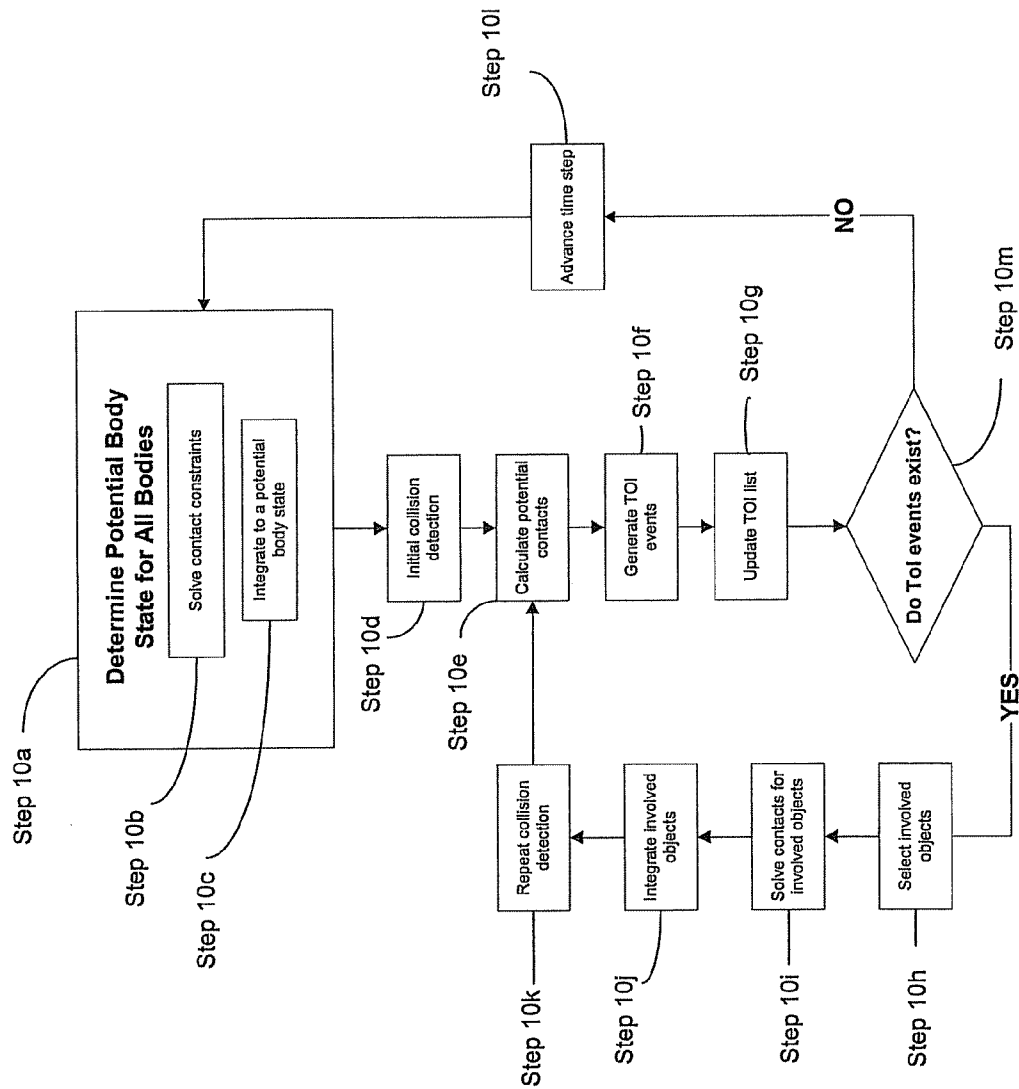 Step 10a
Determine Potential Body
State for All Bodies
Step 10b
Solve contact constraints
Step 10c
Integrate to a potential
body state
Step 10d
Initial collision
detection
Step 10e
Calculate potential
contacts
Step 10f
Generate TOI
events
Step 10g
Update TOI list
Step 10m
Do ToI events exist?
NO
Step 10l
Advance time step
YES
Step 10h
Select involved
objects
Step 10i
Solve contacts for
involved objects
Step 10j
Integrate involved
objects
Step 10k
Repeat collision
detection